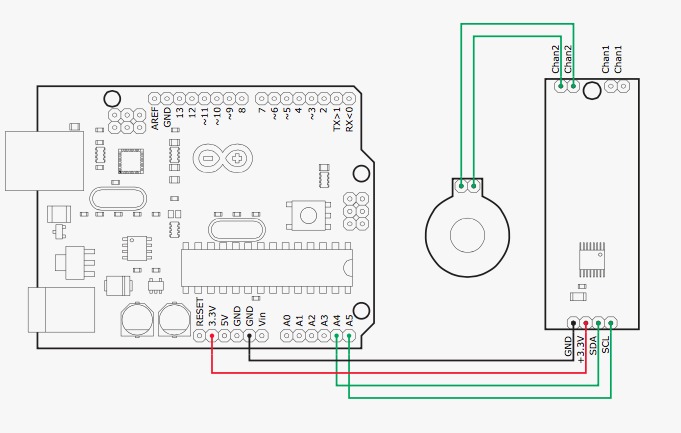 Chan2
Chan2
Chan1
Chan1
AREF
GND
13
12
~11
~10
~9
8
7
~6
~5
4
~3
2
TX>1
RX<0
RESET
3.3V
5V
GND
GND
Vin
A0
A1
A2
A3
A4
A5
GND
+3.3V
SDA
SCL